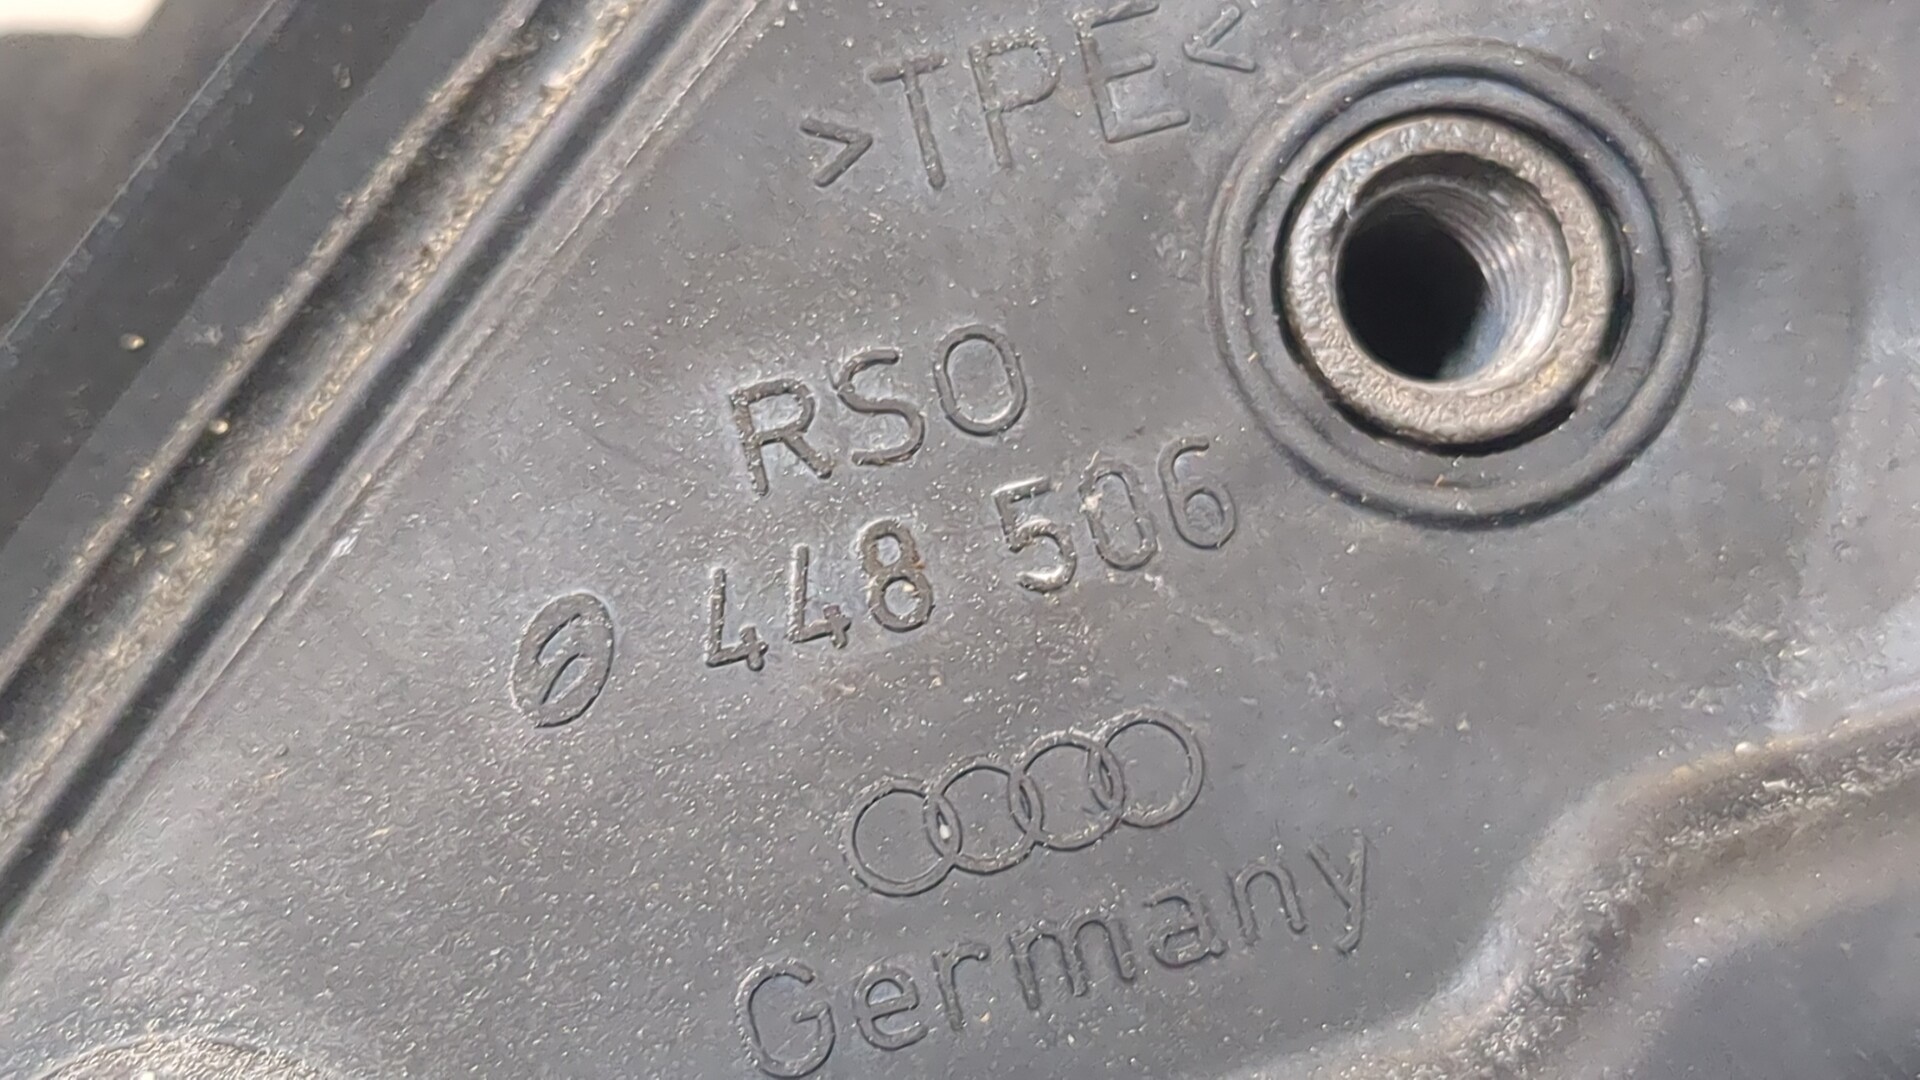 >TPE<
RSO
448 506
Germany